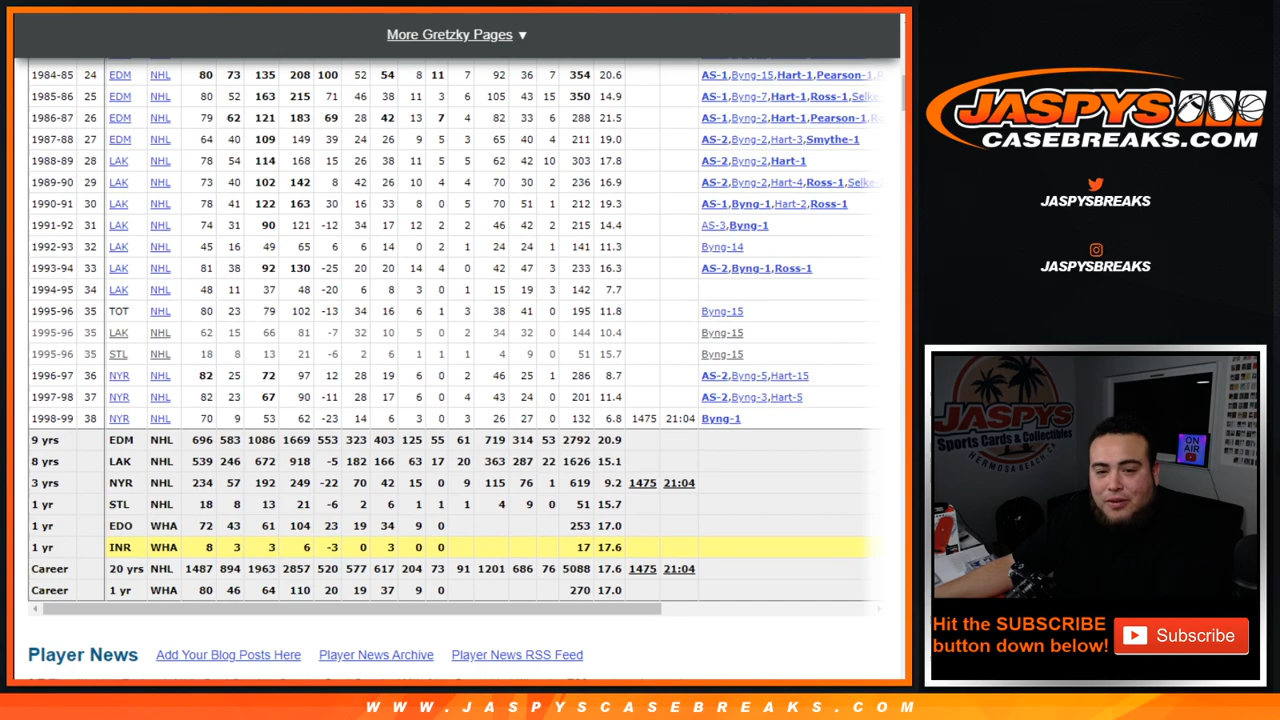 More Gretzky Pages ▼
1984-85 24 EDM NHL 80 73 135 208 100 52 54 8 11 7 92 36 7 354 20.6 AS-1,Byng-15,Hart-1,Pearson-1,R
1985-86 25 EDM NHL 80 52 163 215 71 46 38 11 3 6 105 43 15 350 14.9 AS-1,Byng-7,Hart-1,Ross-1,Selke-
1986-87 26 EDM NHL 79 62 121 183 69 28 42 13 7 4 82 33 6 288 21.5 AS-1,Byng-2,Hart-1,Pearson-1,Ro
1987-88 27 EDM NHL 64 40 109 149 39 24 26 9 5 3 65 40 4 211 19.0 AS-2,Byng-2,Hart-3,Smythe-1
1988-89 28 LAK NHL 78 54 114 168 15 26 38 11 5 5 62 42 10 303 17.8 AS-2,Byng-2,Hart-1
1989-90 29 LAK NHL 73 40 102 142 8 42 26 10 4 4 70 30 2 236 16.9 AS-2,Byng-2,Hart-4,Ross-1,Selke-
1990-91 30 LAK NHL 78 41 122 163 30 16 33 8 0 5 70 51 1 212 19.3 AS-1,Byng-1,Hart-2,Ross-1
1991-92 31 LAK NHL 74 31 90 121 -12 34 17 12 2 2 46 42 2 215 14.4 AS-3,Byng-1
1992-93 32 LAK NHL 45 16 49 65 6 6 14 0 2 1 24 24 1 141 11.3 Byng-14
1993-94 33 LAK NHL 81 38 92 130 -25 20 20 14 4 0 42 47 3 233 16.3 AS-2,Byng-1,Ross-1
1994-95 34 LAK NHL 48 11 37 48 -20 6 8 3 0 1 15 19 3 142 7.7
1995-96 35 TOT NHL 80 23 79 102 -13 34 16 6 1 3 38 41 0 195 11.8 Byng-15
1995-96 35 LAK NHL 62 15 66 81 -7 32 10 5 0 2 34 32 0 144 10.4 Byng-15
1995-96 35 STL NHL 18 8 13 21 -6 2 6 1 1 1 4 9 0 51 15.7 Byng-15
1996-97 36 NYR NHL 82 25 72 97 12 28 19 6 0 2 46 25 1 286 8.7 AS-2,Byng-5,Hart-15
1997-98 37 NYR NHL 82 23 67 90 -11 28 17 6 0 4 43 24 0 201 11.4 AS-2,Byng-3,Hart-5
1998-99 38 NYR NHL 70 9 53 62 -23 14 6 3 0 3 26 27 0 132 6.8 1475 21:04 Byng-1
9 yrs EDM NHL 696 583 1086 1669 553 323 403 125 55 61 719 314 53 2792 20.9
8 yrs LAK NHL 539 246 672 918 -5 182 166 63 17 20 363 287 22 1626 15.1
3 yrs NYR NHL 234 57 192 249 -22 70 42 15 0 9 115 76 1 619 9.2 1475 21:04
1 yr STL NHL 18 8 13 21 -6 2 6 1 1 4 9 0 51 15.7
1 yr EDO WHA 72 43 61 104 23 19 34 9 0 253 17.0
1 yr INR WHA 8 3 3 6 -3 0 3 0 0 17 17.6
Career 20 yrs NHL 1487 894 1963 2857 520 577 617 204 73 91 1201 686 76 5088 17.6 1475 21:04
Career 1 yr WHA 80 46 64 110 20 19 37 9 0 270 17.0
Player News Add Your Blog Posts Here Player News Archive Player News RSS Feed
JASPYS
CASEBREAKS.COM
JASPYSBREAKS
JASPYSBREAKS
JASPYS
Sports Cards & Collectibles
HERMOSA BEACH, CA
ON AIR
Hit the SUBSCRIBE
button down below!
Subscribe
WWW.JASPYSCASEBREAKS.COM